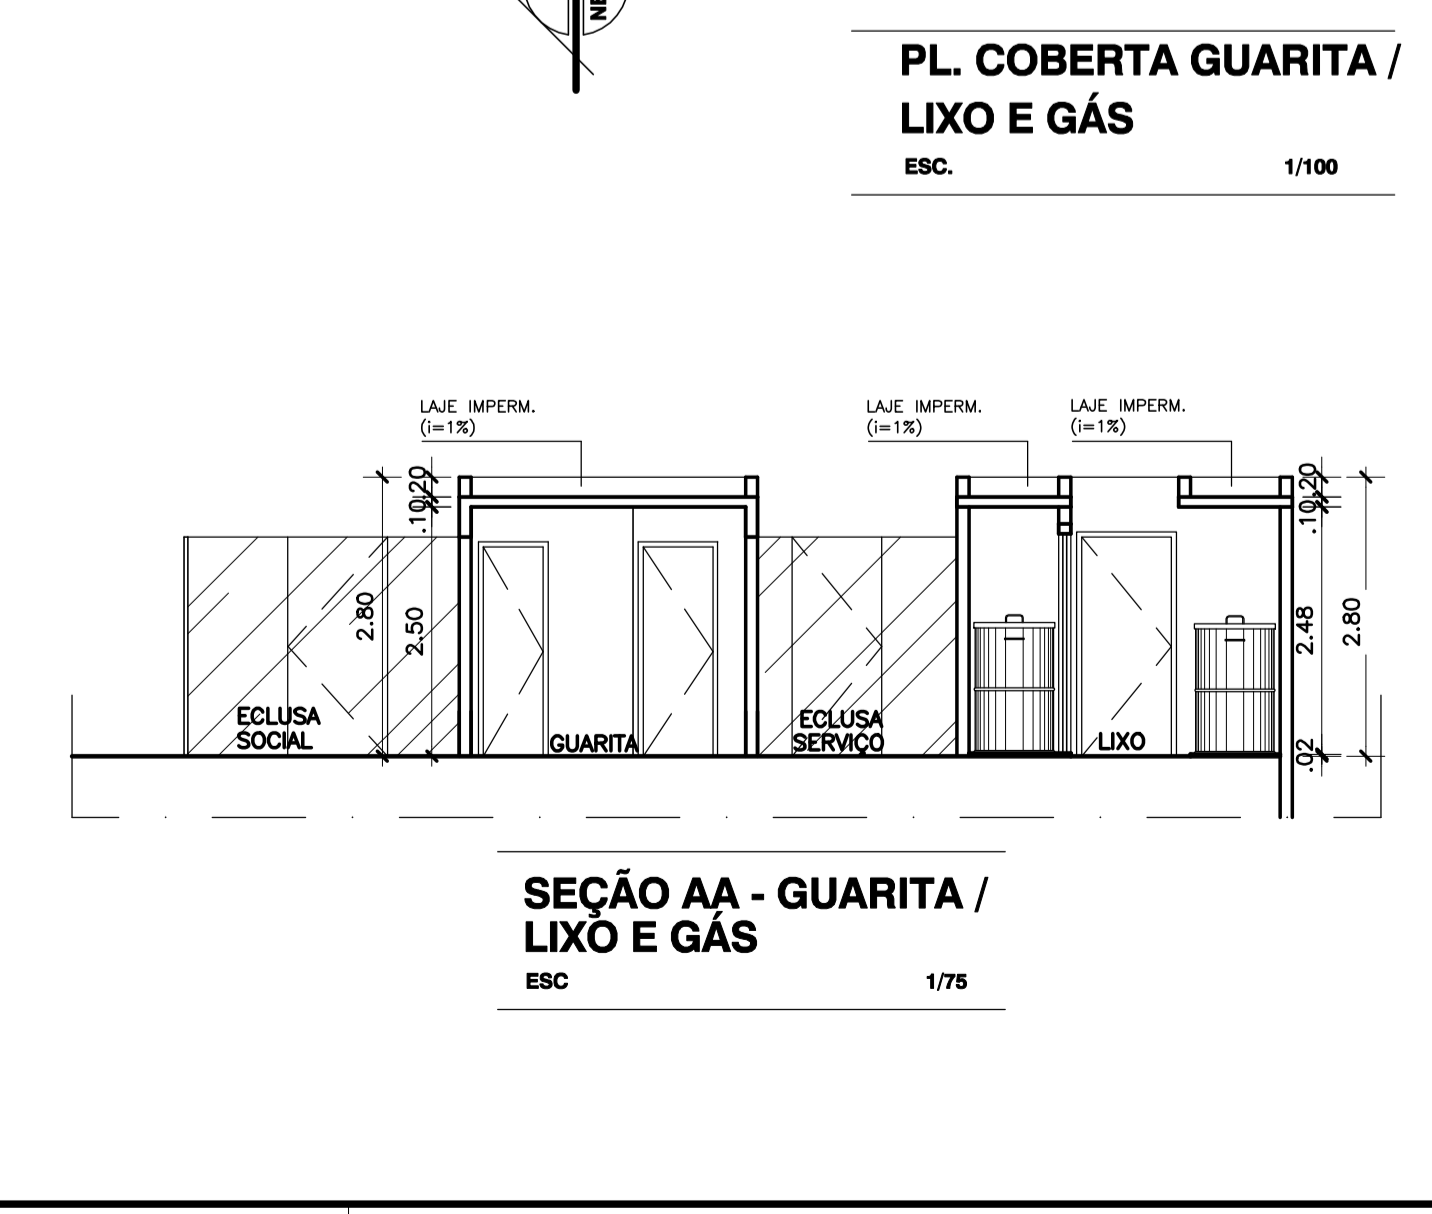 NE
PL. COBERTA GUARITA /
LIXO E GÁS
ESC. 1/100
LAJE IMPERM.
(i=1%)
LAJE IMPERM.
(i=1%)
LAJE IMPERM.
(i=1%)
.20
.10
2.80
2.50
.20
.10
2.48
2.80
.02
ECLUSA
SOCIAL
GUARITA
ECLUSA
SERVIÇO
LIXO
SEÇÃO AA - GUARITA /
LIXO E GÁS
ESC 1/75